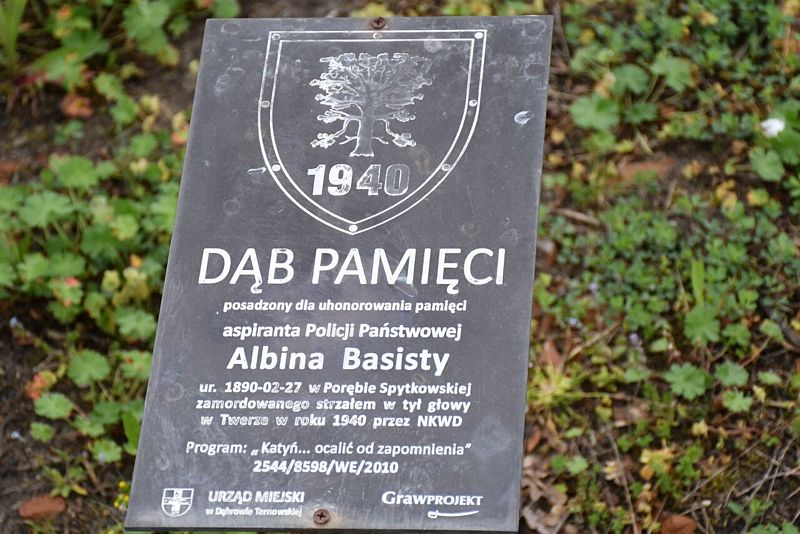 1940
DĄB PAMIĘCI
posadzony dla uhonorowania pamięci
aspiranta Policji Państwowej
Albina Basisty
ur. 1890-02-27 w Porębie Spytkowskiej
zamordowanego strzałem w tył głowy
w Twerze w roku 1940 przez NKWD
Program: „Katyń... ocalić od zapomnienia"
2544/8598/WE/2010
URZĄD MIEJSKI
w Dąbrowie Tarnowskiej
GRAWPROJEKT